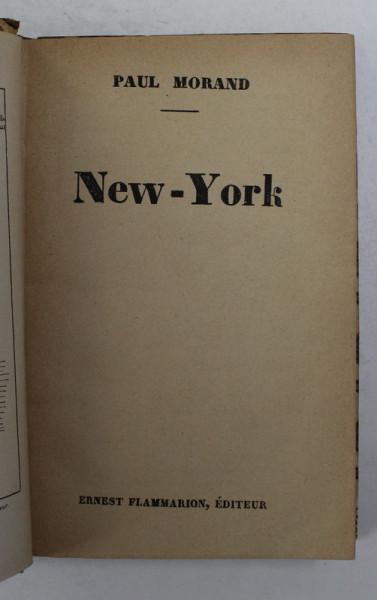 PAUL MORAND
New-York
ERNEST FLAMMARION, ÉDITEUR